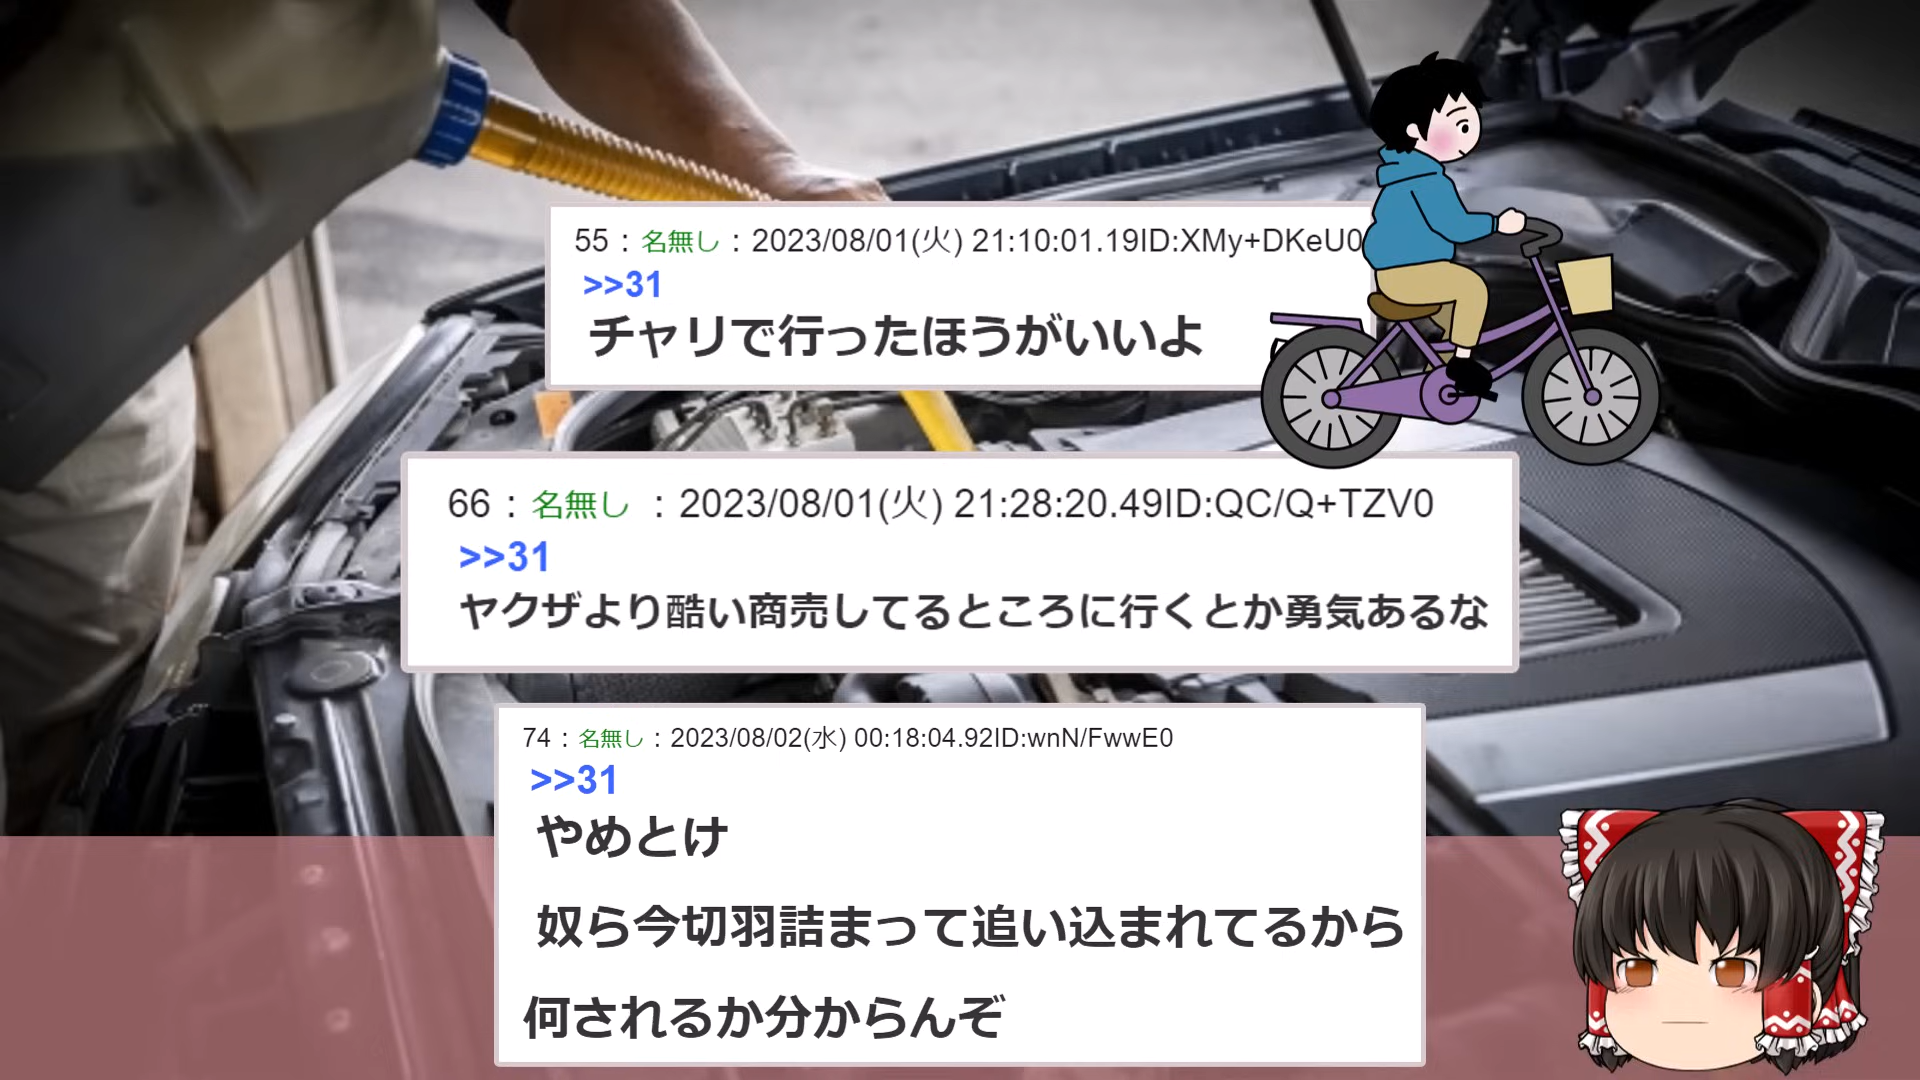 55：名無し：2023/08/01(火) 21:10:01.19ID:XMy+DKeU0
>>31
チャリで行ったほうがいいよ
66：名無し ：2023/08/01(火) 21:28:20.49ID:QC/Q+TZV0
>>31
ヤクザより酷い商売してるところに行くとか勇気あるな
74：名無し：2023/08/02(水) 00:18:04.92ID:wnN/FwwE0
>>31
やめとけ
奴ら今切羽詰まって追い込まれてるから
何されるか分からんぞ